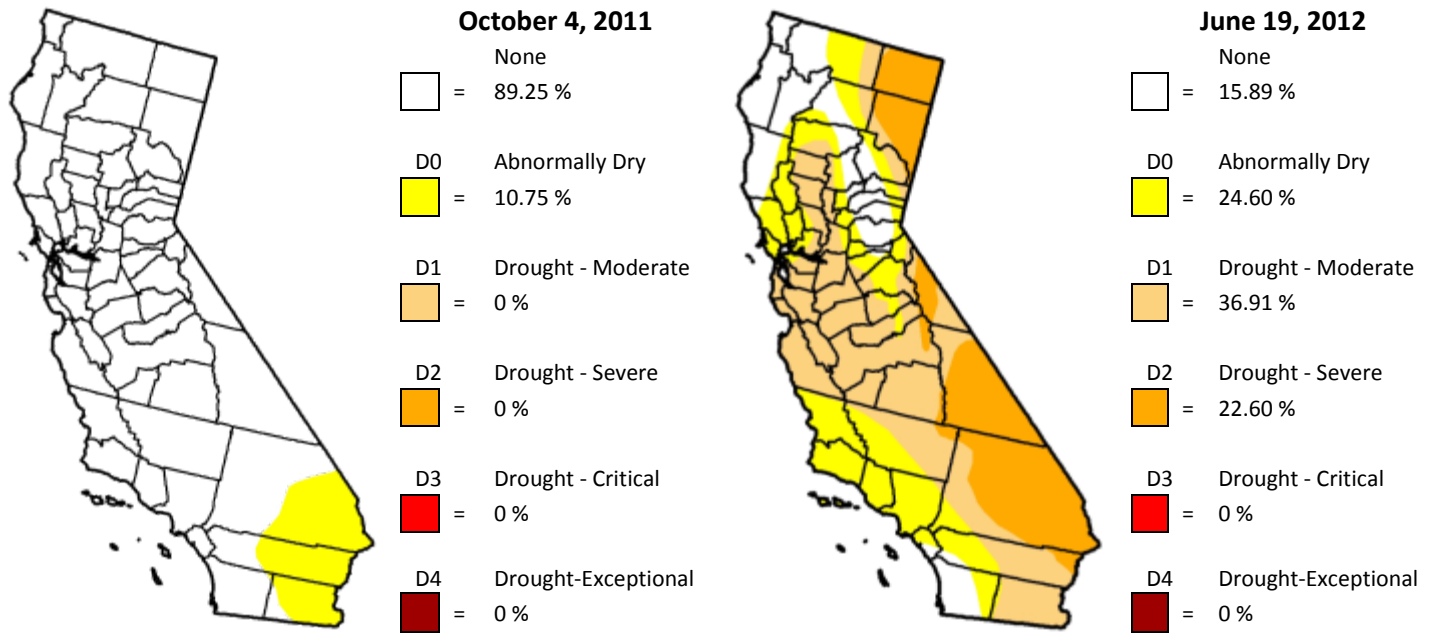 October 4, 2011
None
= 89.25 %
D0 Abnormally Dry
= 10.75 %
D1 Drought - Moderate
= 0 %
D2 Drought - Severe
= 0 %
D3 Drought - Critical
= 0 %
D4 Drought-Exceptional
= 0 %
June 19, 2012
None
= 15.89 %
D0 Abnormally Dry
= 24.60 %
D1 Drought - Moderate
= 36.91 %
D2 Drought - Severe
= 22.60 %
D3 Drought - Critical
= 0 %
D4 Drought-Exceptional
= 0 %